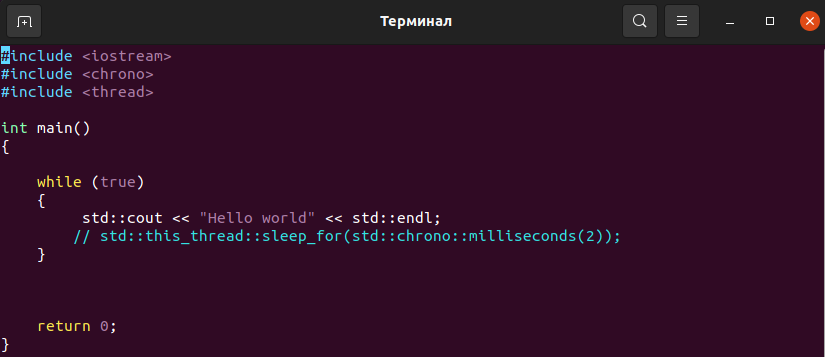 Терминал
#include <iostream>
#include <chrono>
#include <thread>
int main()
{
while (true)
{
std::cout << "Hello world" << std::endl;
// std::this_thread::sleep_for(std::chrono::milliseconds(2));
}
return 0;
}